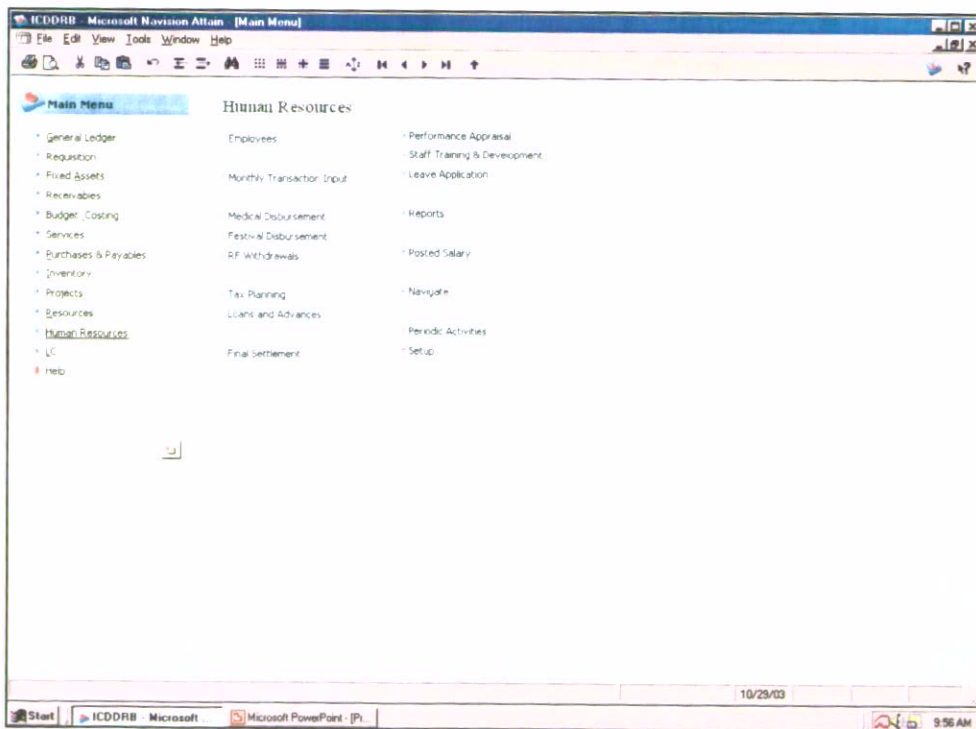 ICDDRB - Microsoft Navision Attain - [Main Menu]
File Edit View Tools Window Help
Main Menu
General Ledger
Requisition
Fixed Assets
Receivables
Budget Costing
Services
Purchases & Payables
Inventory
Projects
Resources
Human Resources
LC
Help
Human Resources
Employees
Monthly Transaction Input
Medical Disbursement
Festival Disbursement
RF Withdrawals
Tax Planning
Loans and Advances
Final Settlement
Performance Appraisal
Staff Training & Development
Leave Application
Reports
Posted Salary
Navigate
Periodic Activities
Setup
10/29/03
Start
ICDDRB - Microsoft ...
Microsoft PowerPoint - [Pr...
9:56 AM